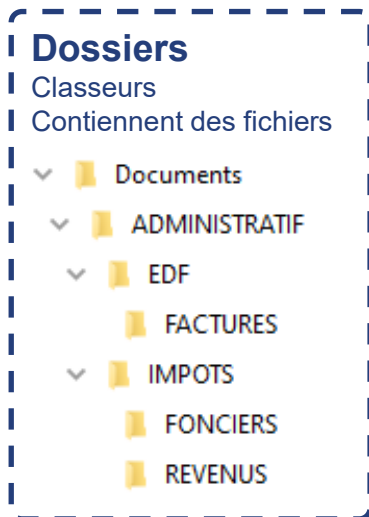 Dossiers
Classeurs
Contiennent des fichiers
Documents
ADMINISTRATIF
EDF
FACTURES
IMPOTS
FONCIERS
REVENUS